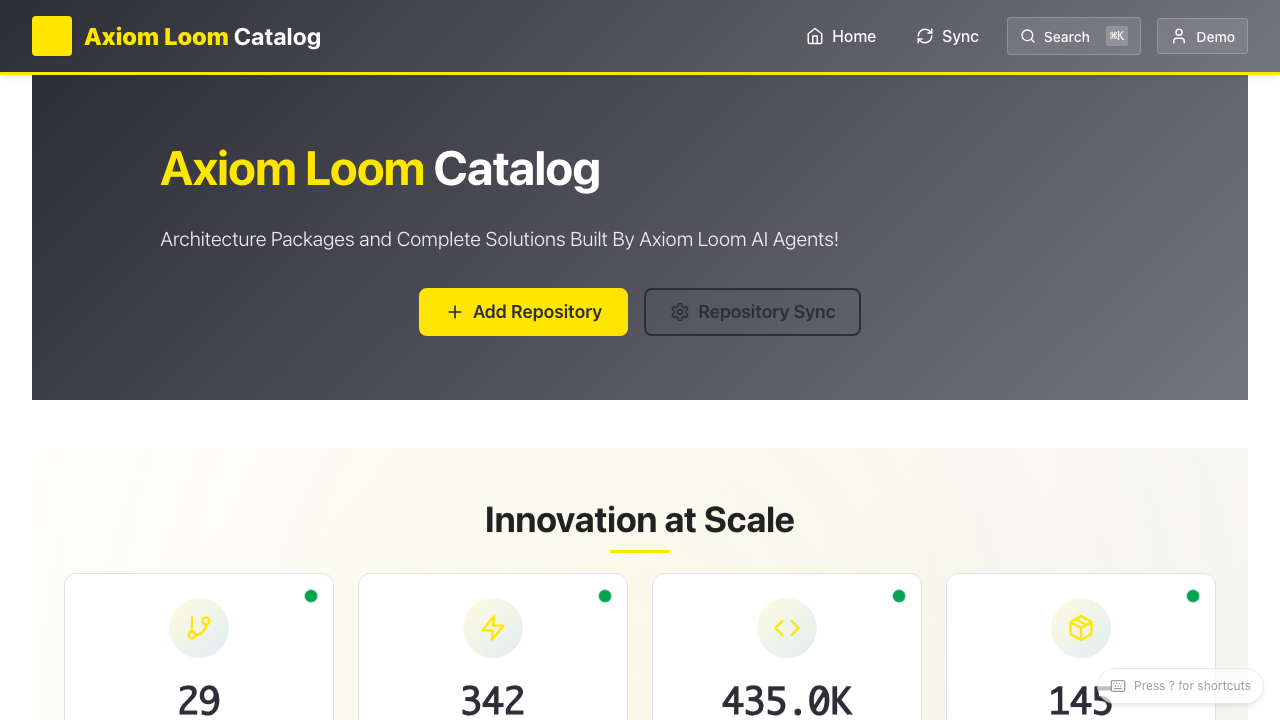 Axiom Loom Catalog
Home
Sync
Search
⌘K
Demo
Axiom Loom Catalog
Architecture Packages and Complete Solutions Built By Axiom Loom AI Agents!
Add Repository
Repository Sync
Innovation at Scale
29
342
435.0K
145
Press ? for shortcuts